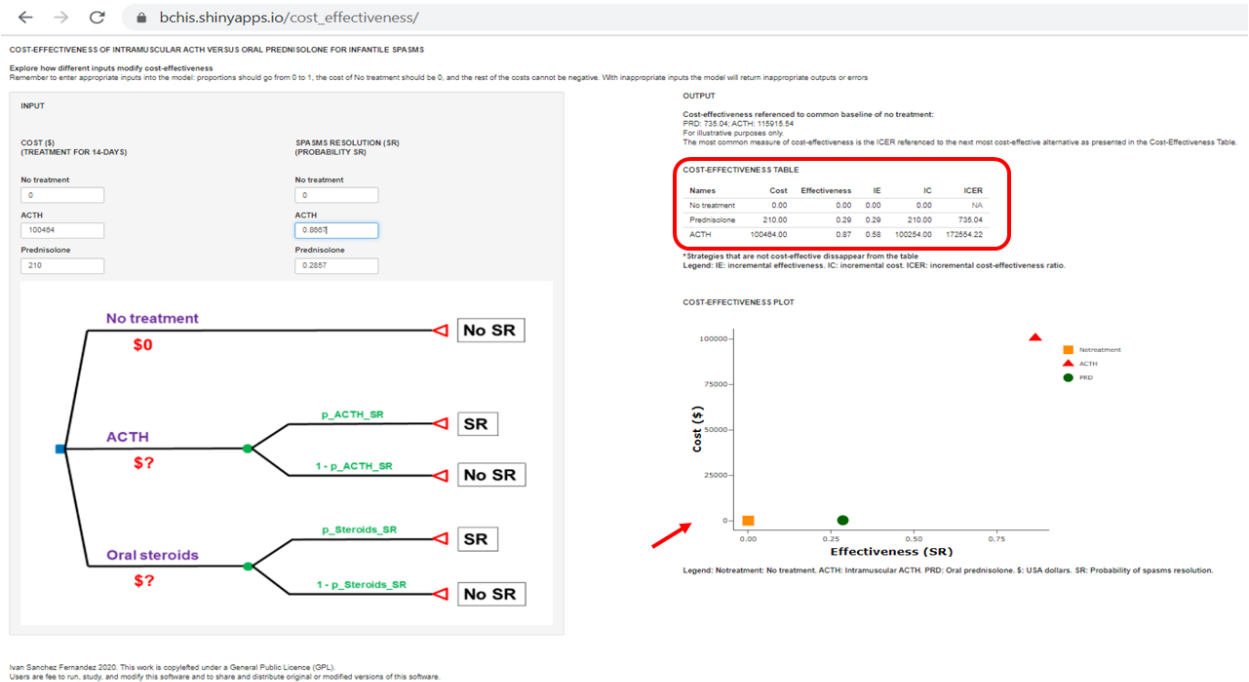 bchis.shinyapps.io/cost_effectiveness/
COST-EFFECTIVENESS OF INTRAMUSCULAR ACTH VERSUS ORAL PREDNISOLONE FOR INFANTILE SPASMS
Explore how different inputs modify cost-effectiveness
Remember to enter appropriate inputs into the model: proportions should go from 0 to 1, the cost of No treatment should be 0, and the rest of the costs cannot be negative. With inappropriate inputs the model will return inappropriate outputs or errors
INPUT
COST ($)
(TREATMENT FOR 14-DAYS)
SPASMS RESOLUTION (SR)
(PROBABILITY SR)
No treatment
No treatment
0
0
ACTH
ACTH
100464
0.8667
Prednisolone
Prednisolone
210
0.2857
No treatment
$0
No SR
ACTH
$?
p_ACTH_SR
SR
1 - p_ACTH_SR
No SR
Oral steroids
$?
p_Steroids_SR
SR
1 - p_Steroids_SR
No SR
OUTPUT
Cost-effectiveness referenced to common baseline of no treatment:
PRD: 735.04; ACTH: 115915.54
For illustrative purposes only.
The most common measure of cost-effectiveness is the ICER referenced to the next most cost-effective alternative as presented in the Cost-Effectiveness Table.
COST-EFFECTIVENESS TABLE
Names Cost Effectiveness IE IC ICER
No treatment 0.00 0.00 0.00 0.00 NA
Prednisolone 210.00 0.29 0.29 210.00 735.04
ACTH 100464.00 0.87 0.58 100254.00 172554.22
*Strategies that are not cost-effective dissappear from the table
Legend: IE: incremental effectiveness. IC: incremental cost. ICER: incremental cost-effectiveness ratio.
COST-EFFECTIVENESS PLOT
100000
75000
50000
25000
0
Cost ($)
0.00 0.25 0.50 0.75
Effectiveness (SR)
Notreatment
ACTH
PRD
Legend: Notreatment: No treatment. ACTH: Intramuscular ACTH. PRD: Oral prednisolone. $: USA dollars. SR: Probability of spasms resolution.
Ivan Sanchez Fernandez 2020. This work is copylefted under a General Public Licence (GPL).
Users are fee to run, study, and modify this software and to share and distribute original or modified versions of this software.